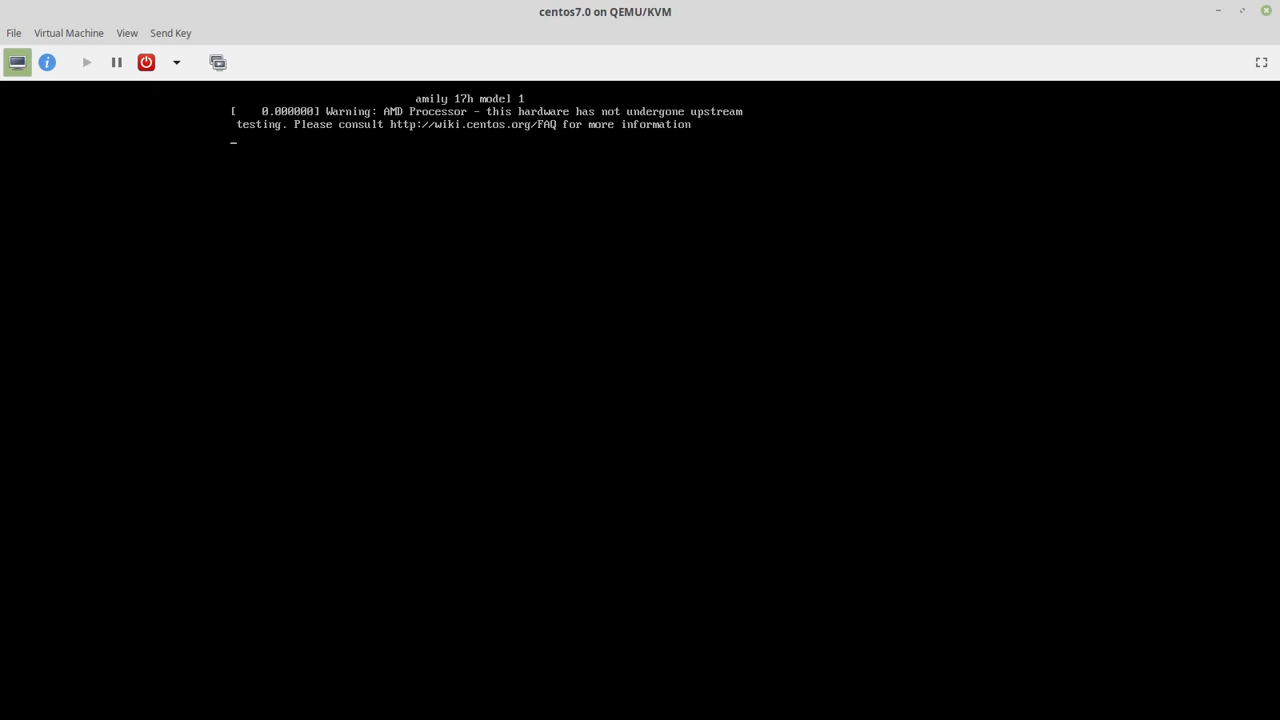 centos7.0 on QEMU/KVM
File Virtual Machine View Send Key
amily 17h model 1
[    0.000000] Warning: AMD Processor - this hardware has not undergone upstream
testing. Please consult http://wiki.centos.org/FAQ for more information